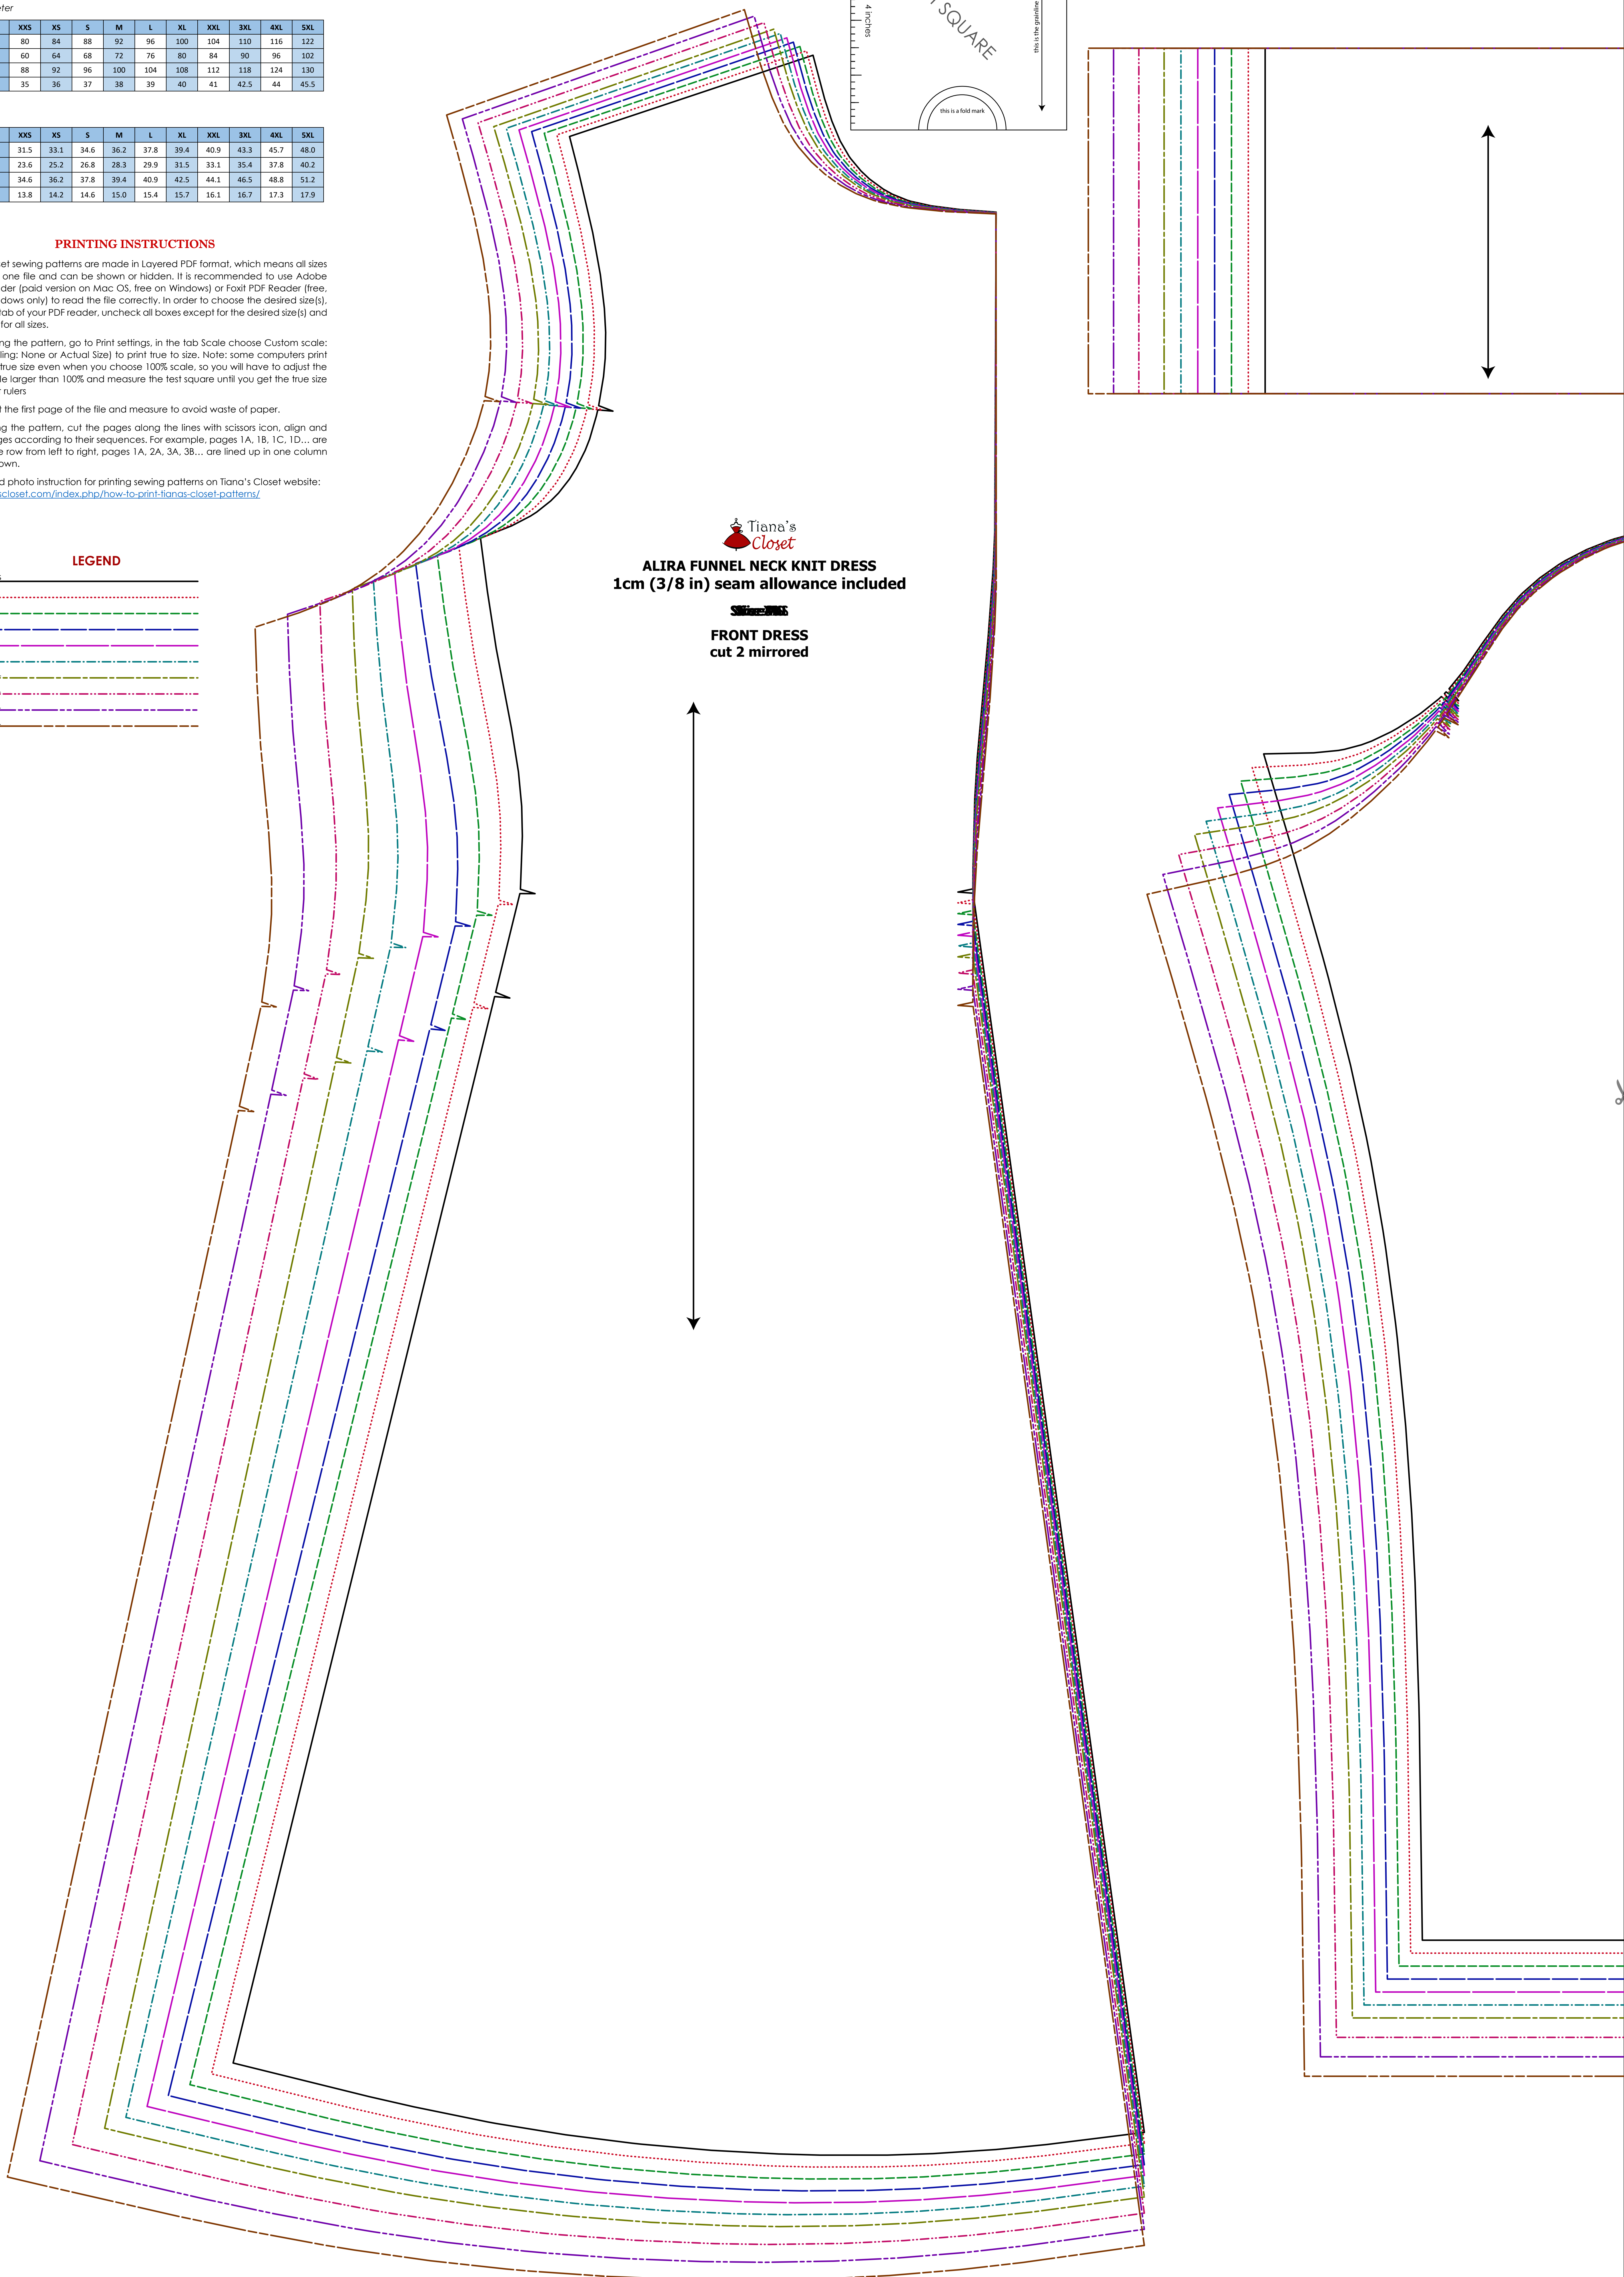 eter
XXS XS S M L XL XXL 3XL 4XL 5XL
80 84 88 92 96 100 104 110 116 122
60 64 68 72 76 80 84 90 96 102
88 92 96 100 104 108 112 118 124 130
35 36 37 38 39 40 41 42.5 44 45.5
XXS XS S M L XL XXL 3XL 4XL 5XL
31.5 33.1 34.6 36.2 37.8 39.4 40.9 43.3 45.7 48.0
23.6 25.2 26.8 28.3 29.9 31.5 33.1 35.4 37.8 40.2
34.6 36.2 37.8 39.4 40.9 42.5 44.1 46.5 48.8 51.2
13.8 14.2 14.6 15.0 15.4 15.7 16.1 16.7 17.3 17.9
PRINTING INSTRUCTIONS
et sewing patterns are made in Layered PDF format, which means all sizes
one file and can be shown or hidden. It is recommended to use Adobe
der (paid version on Mac OS, free on Windows) or Foxit PDF Reader (free,
dows only) to read the file correctly. In order to choose the desired size(s),
tab of your PDF reader, uncheck all boxes except for the desired size(s) and
for all sizes.
ng the pattern, go to Print settings, in the tab Scale choose Custom scale:
ling: None or Actual Size) to print true to size. Note: some computers print
true size even when you choose 100% scale, so you will have to adjust the
le larger than 100% and measure the test square until you get the true size
r rulers
t the first page of the file and measure to avoid waste of paper.
ng the pattern, cut the pages along the lines with scissors icon, align and
ges according to their sequences. For example, pages 1A, 1B, 1C, 1D... are
e row from left to right, pages 1A, 2A, 3A, 3B... are lined up in one column
own.
d photo instruction for printing sewing patterns on Tiana's Closet website:
scloset.com/index.php/how-to-print-tianas-closet-patterns/
LEGEND
4 inches
SQUARE
this is the grainline
this is a fold mark
Tiana's
Closet
ALIRA FUNNEL NECK KNIT DRESS
1cm (3/8 in) seam allowance included
FRONT DRESS
cut 2 mirrored